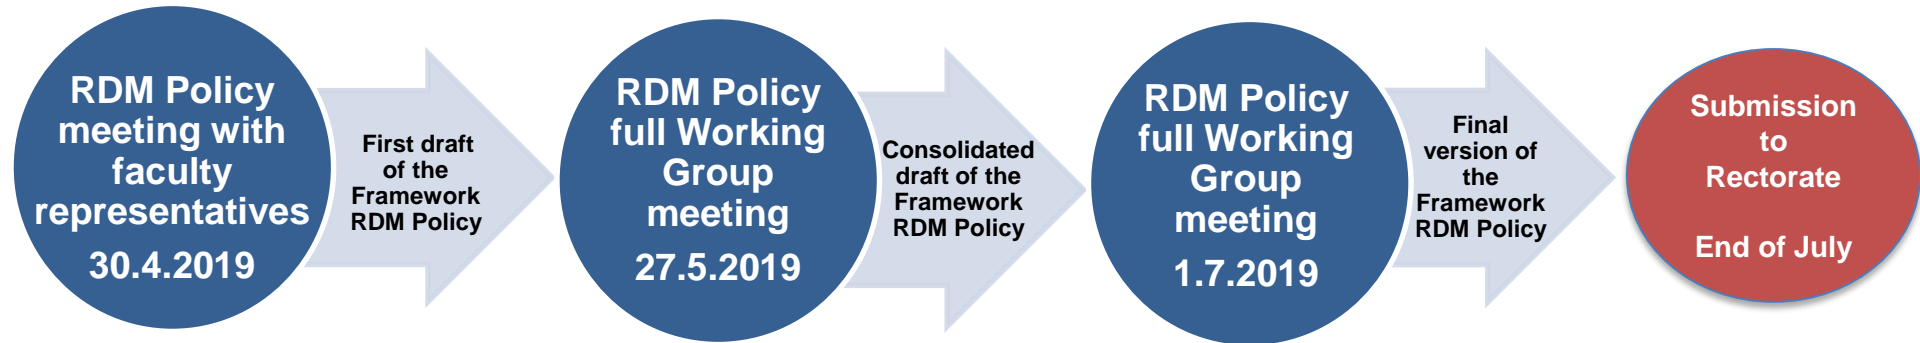 RDM Policy
meeting with
faculty
representatives
30.4.2019
First draft
of the
Framework
RDM Policy
RDM Policy
full Working
Group
meeting
27.5.2019
Consolidated
draft of the
Framework
RDM Policy
RDM Policy
full Working
Group
meeting
1.7.2019
Final
version of
the
Framework
RDM Policy
Submission
to
Rectorate
End of July